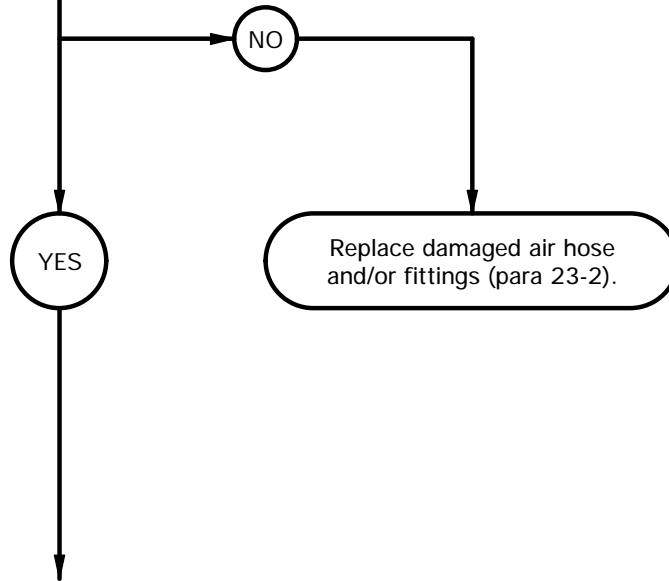 NO
YES
Replace damaged air hose
and/or fittings (para 23-2).